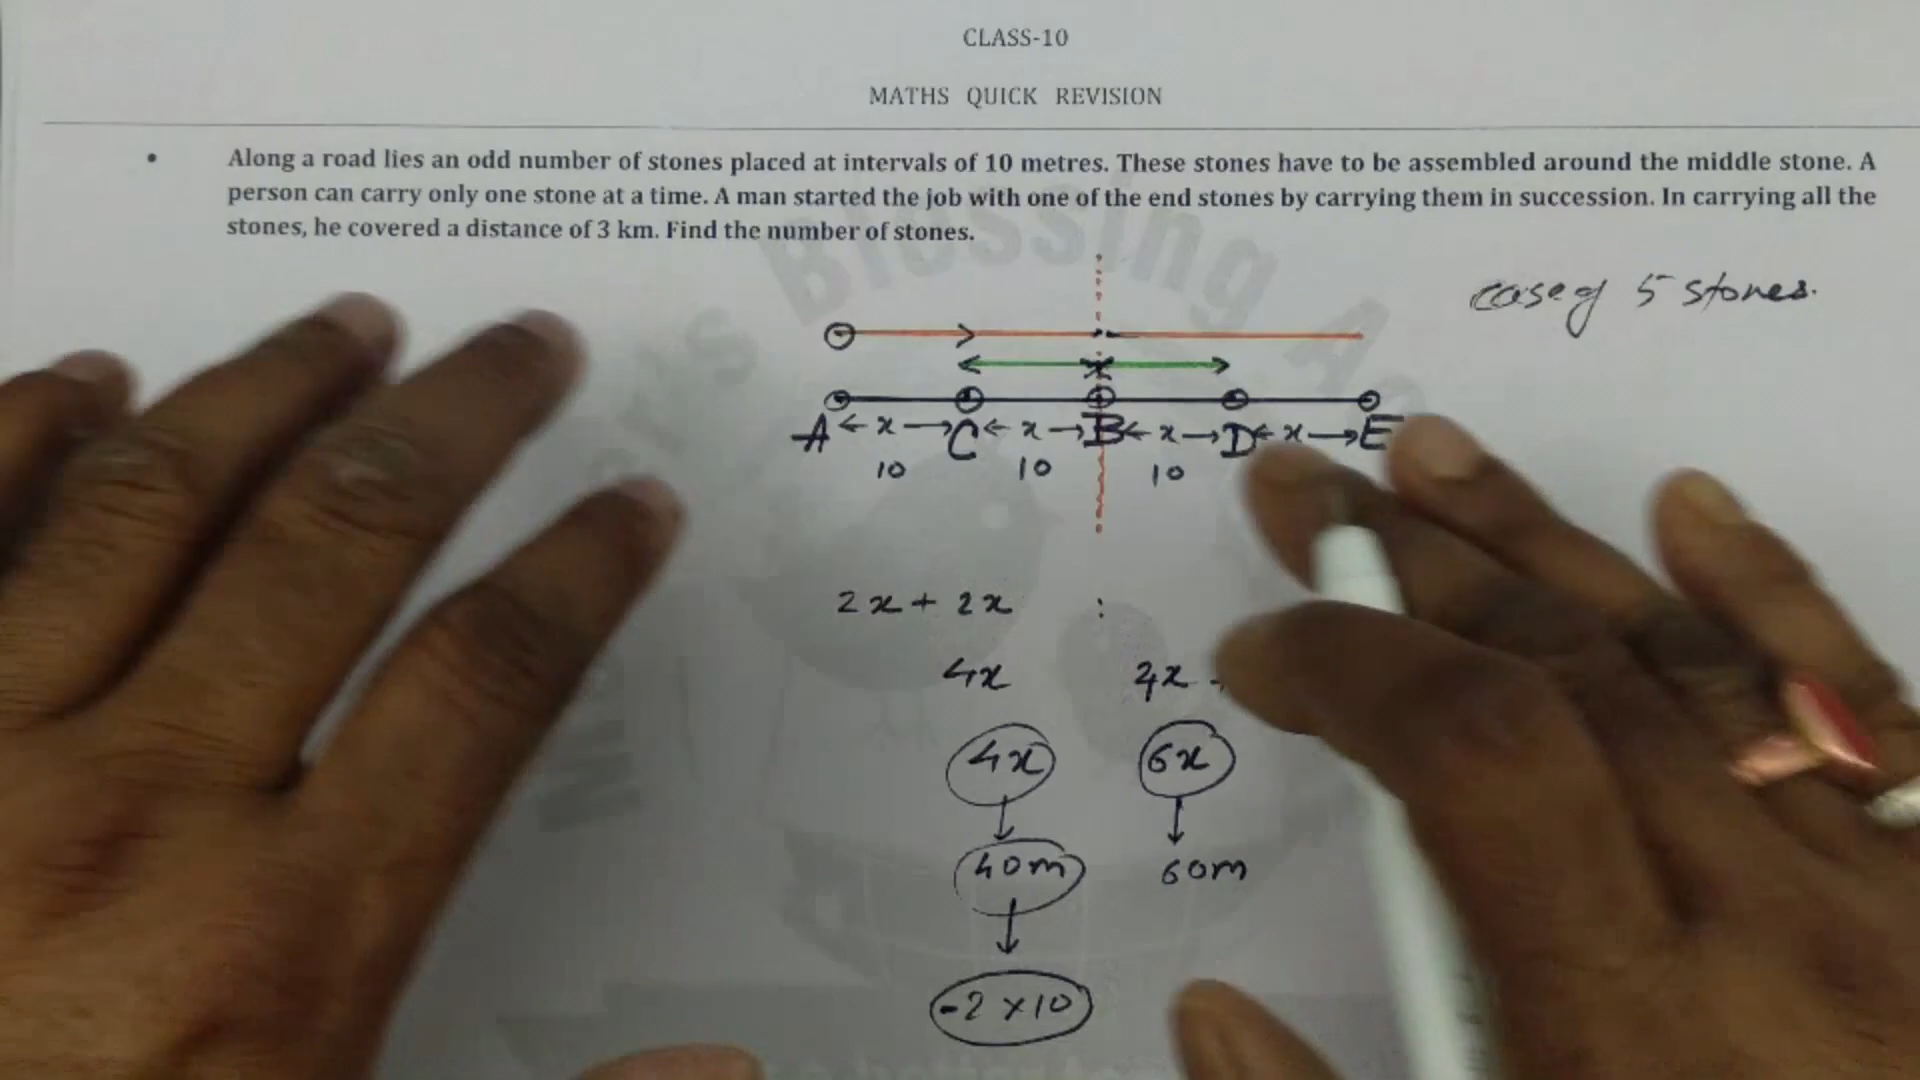 CLASS-10
MATHS QUICK REVISION
• Along a road lies an odd number of stones placed at intervals of 10 metres. These stones have to be assembled around the middle stone. A
person can carry only one stone at a time. A man started the job with one of the end stones by carrying them in succession. In carrying all the
stones, he covered a distance of 3 km. Find the number of stones.
case of 5 stones.
A ← x → C ← x → B ← x → D ← x → E
10 10 10
2x + 2x :
4x 2x
4x 6x
40m 60m
-2 × 10